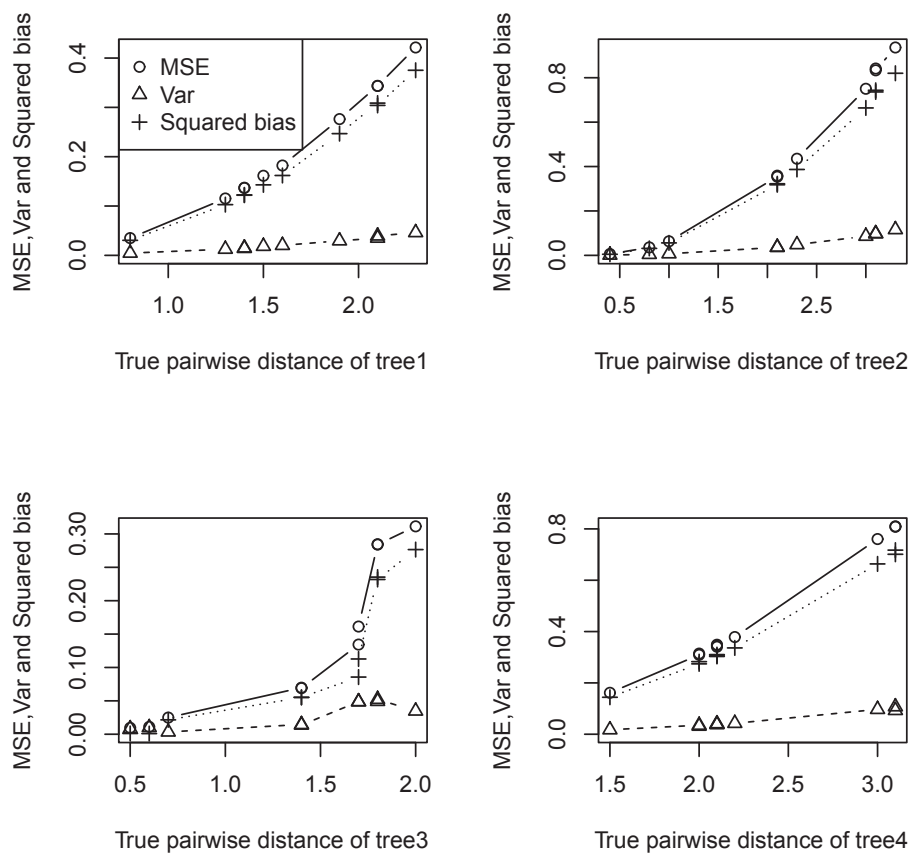 MSE,Var and Squared bias
0.4
0.2
0.0
MSE
Var
Squared bias
1.0 1.5 2.0
True pairwise distance of tree1
MSE,Var and Squared bias
0.8
0.4
0.0
0.5 1.5 2.5
True pairwise distance of tree2
MSE,Var and Squared bias
0.30
0.20
0.10
0.00
0.5 1.0 1.5 2.0
True pairwise distance of tree3
MSE,Var and Squared bias
0.8
0.4
0.0
1.5 2.0 2.5 3.0
True pairwise distance of tree4